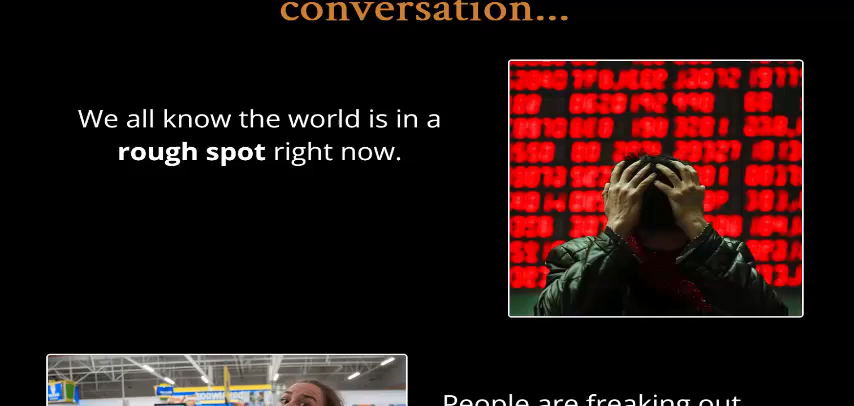 conversation...
We all know the world is in a
rough spot right now.
People are freaking out